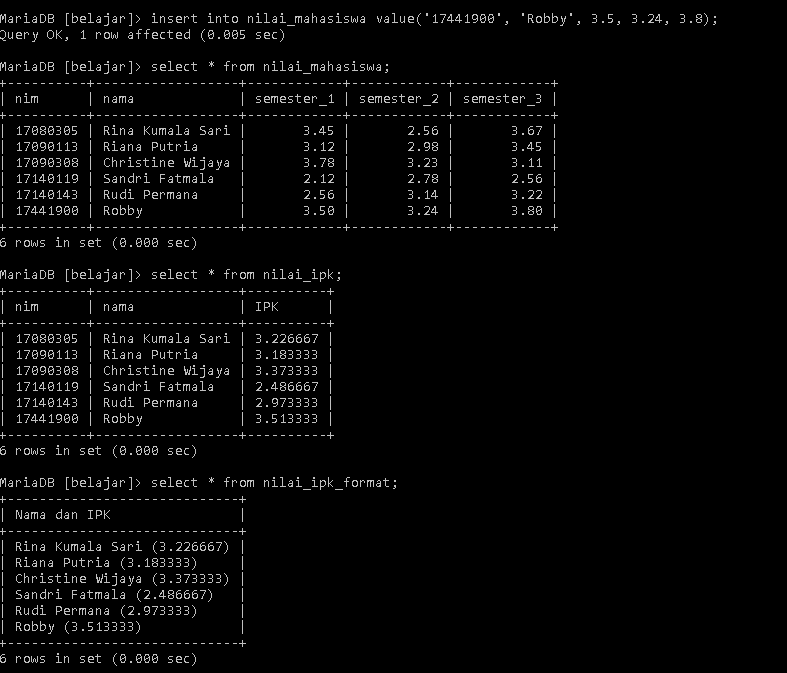 MariaDB [belajar]> insert into nilai_mahasiswa value('17441900', 'Robby', 3.5, 3.24, 3.8);
Query OK, 1 row affected (0.005 sec)
MariaDB [belajar]> select * from nilai_mahasiswa;
+----------+-------------------+------------+------------+------------+
| nim      | nama              | semester_1 | semester_2 | semester_3 |
+----------+-------------------+------------+------------+------------+
| 17080305 | Rina Kumala Sari  |       3.45 |       2.56 |       3.67 |
| 17090113 | Riana Putria      |       3.12 |       2.98 |       3.45 |
| 17090308 | Christine Wijaya  |       3.78 |       3.23 |       3.11 |
| 17140119 | Sandri Fatmala    |       2.12 |       2.78 |       2.56 |
| 17140143 | Rudi Permana      |       2.56 |       3.14 |       3.22 |
| 17441900 | Robby             |       3.50 |       3.24 |       3.80 |
+----------+-------------------+------------+------------+------------+
6 rows in set (0.000 sec)
MariaDB [belajar]> select * from nilai_ipk;
+----------+-------------------+----------+
| nim      | nama              | IPK      |
+----------+-------------------+----------+
| 17080305 | Rina Kumala Sari  | 3.226667 |
| 17090113 | Riana Putria      | 3.183333 |
| 17090308 | Christine Wijaya  | 3.373333 |
| 17140119 | Sandri Fatmala    | 2.486667 |
| 17140143 | Rudi Permana      | 2.973333 |
| 17441900 | Robby             | 3.513333 |
+----------+-------------------+----------+
6 rows in set (0.000 sec)
MariaDB [belajar]> select * from nilai_ipk_format;
+-----------------------------+
| Nama dan IPK                |
+-----------------------------+
| Rina Kumala Sari (3.226667) |
| Riana Putria (3.183333)     |
| Christine Wijaya (3.373333) |
| Sandri Fatmala (2.486667)   |
| Rudi Permana (2.973333)     |
| Robby (3.513333)            |
+-----------------------------+
6 rows in set (0.000 sec)